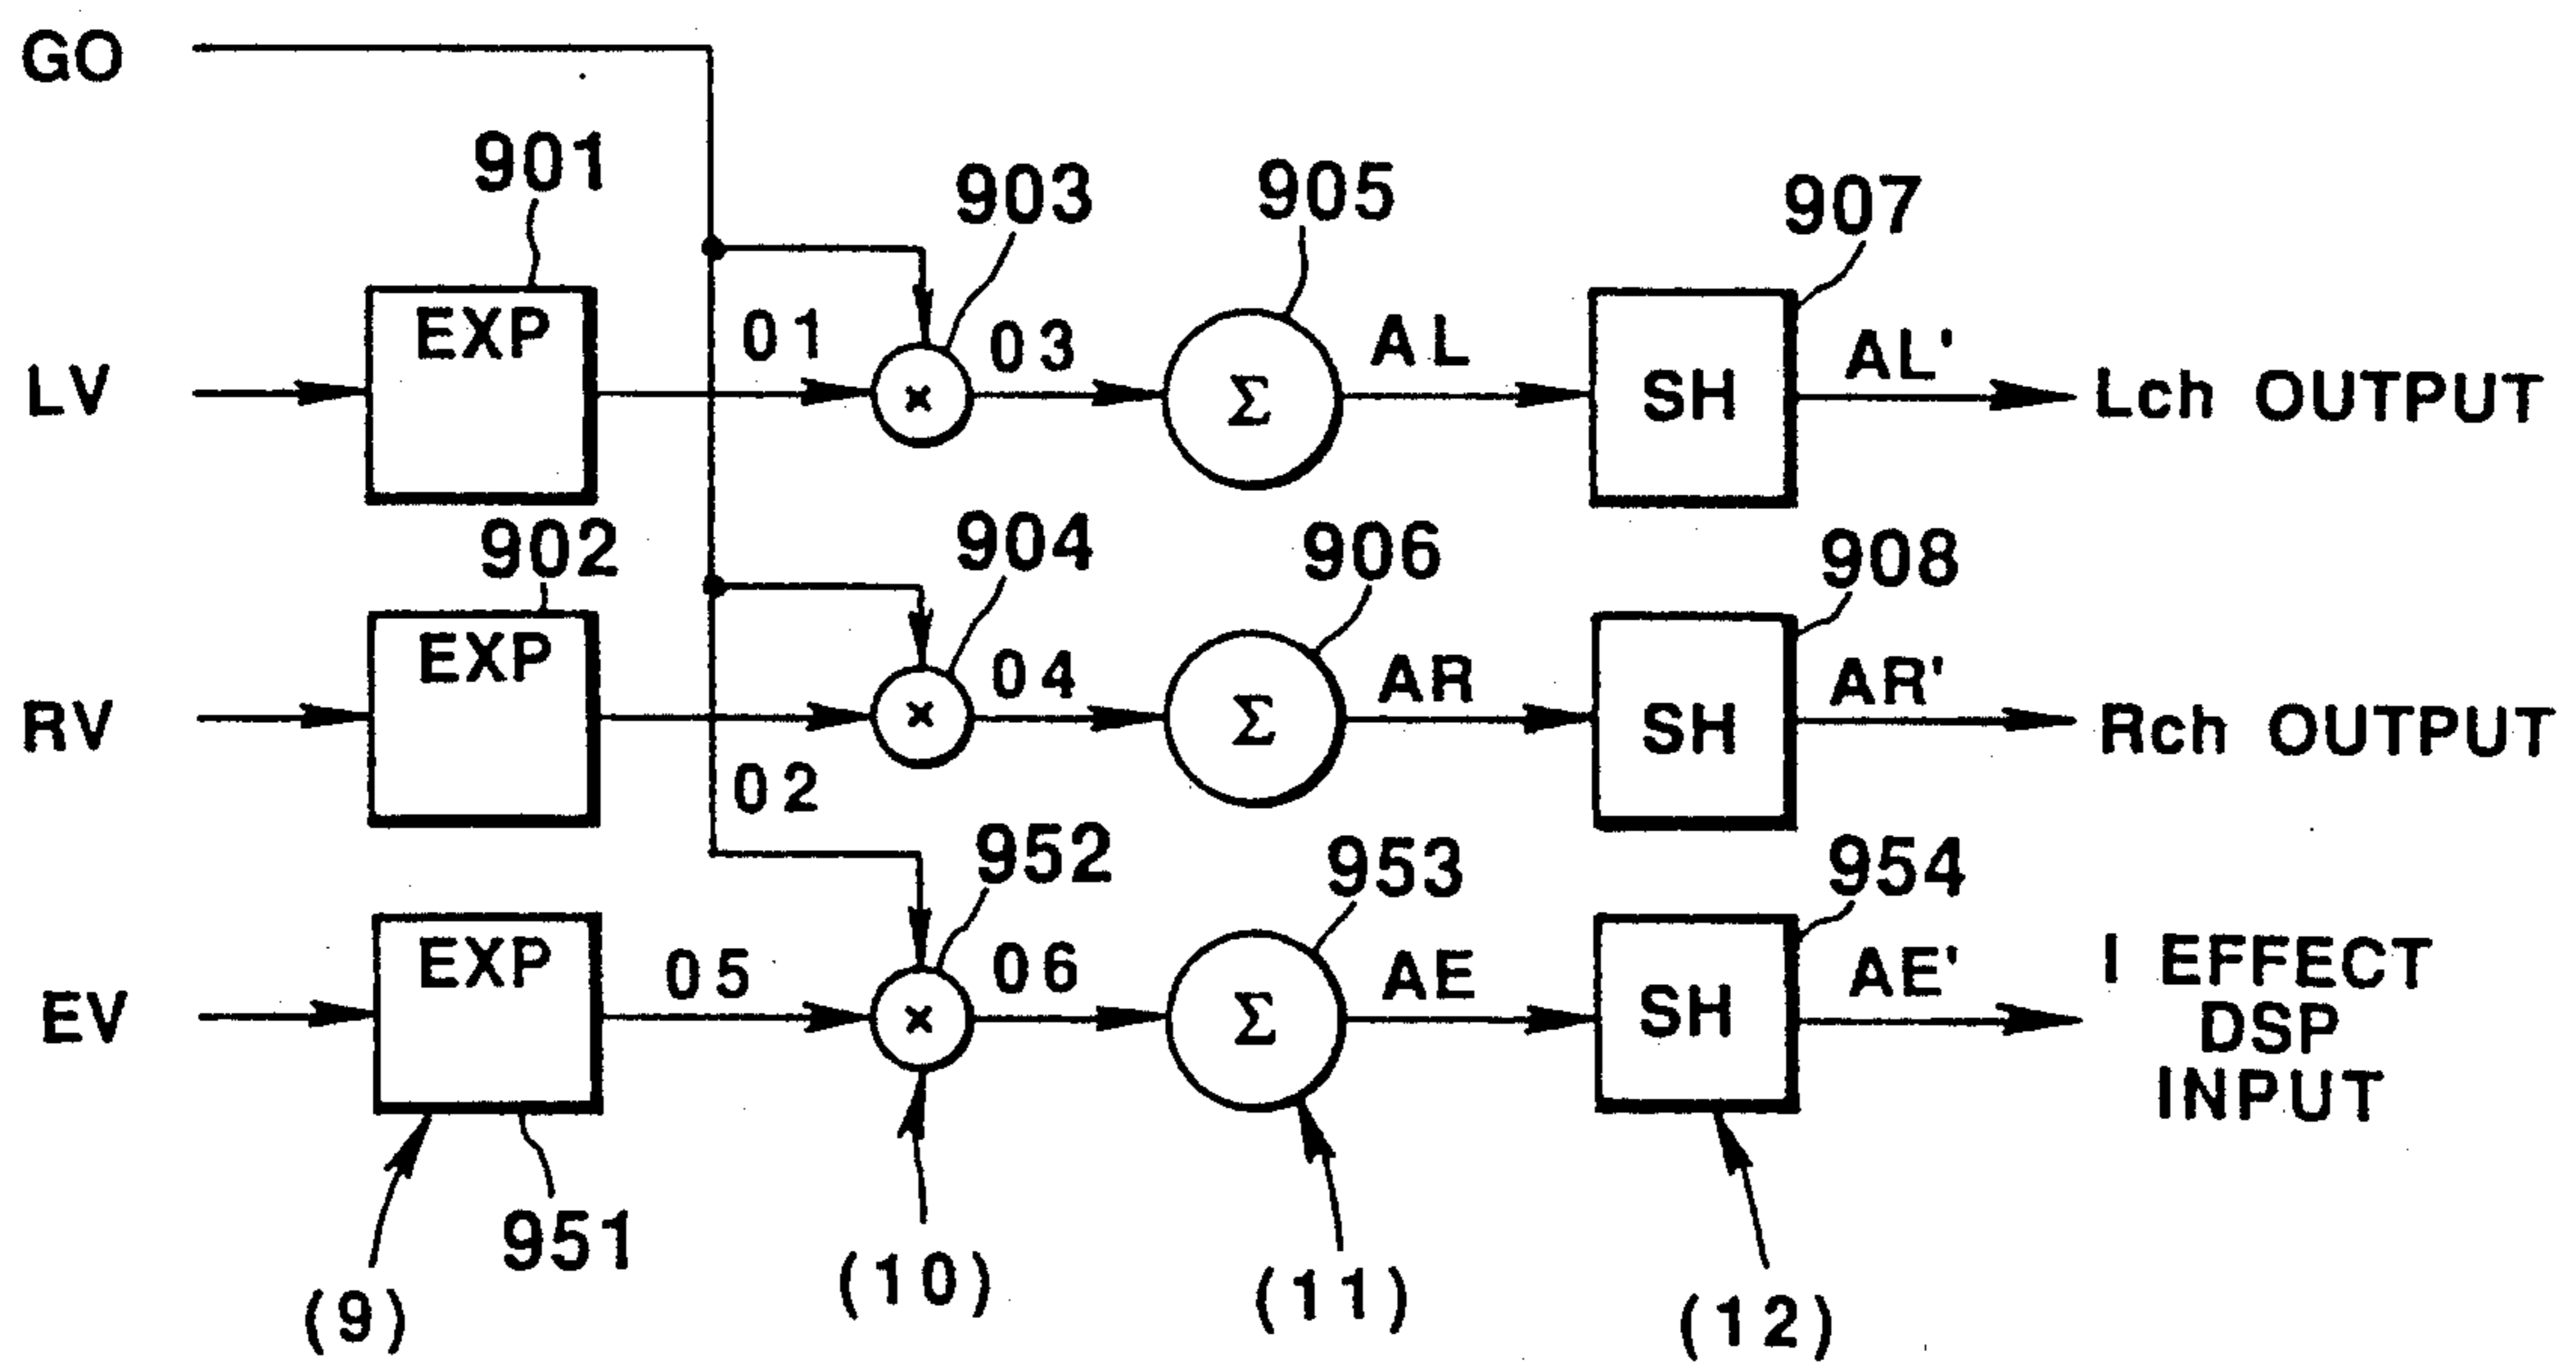 GO
901
903
905
907
LV
EXP
01
×
03
Σ
AL
SH
AL'
Lch OUTPUT
902
904
906
908
RV
EXP
02
×
04
Σ
AR
SH
AR'
Rch OUTPUT
952
953
954
EV
EXP
05
×
06
Σ
AE
SH
AE'
I EFFECT
DSP
INPUT
951
(9)
(10)
(11)
(12)